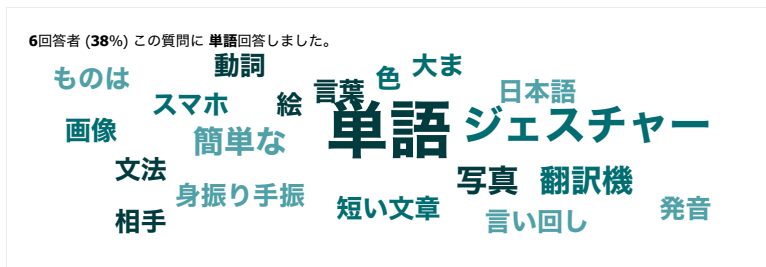 6回答者 (38%) この質問に 単語回答しました。
動詞
大ま
ものは
色
言葉
日本語
スマホ
絵
画像
簡単な
単語
ジェスチャー
文法
写真
翻訳機
身振り手振
短い文章
相手
言い回し
発音